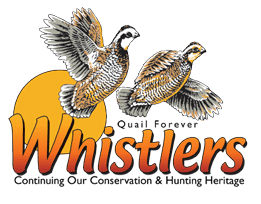 Quail Forever
Whistlers
Continuing Our Conservation & Hunting Heritage